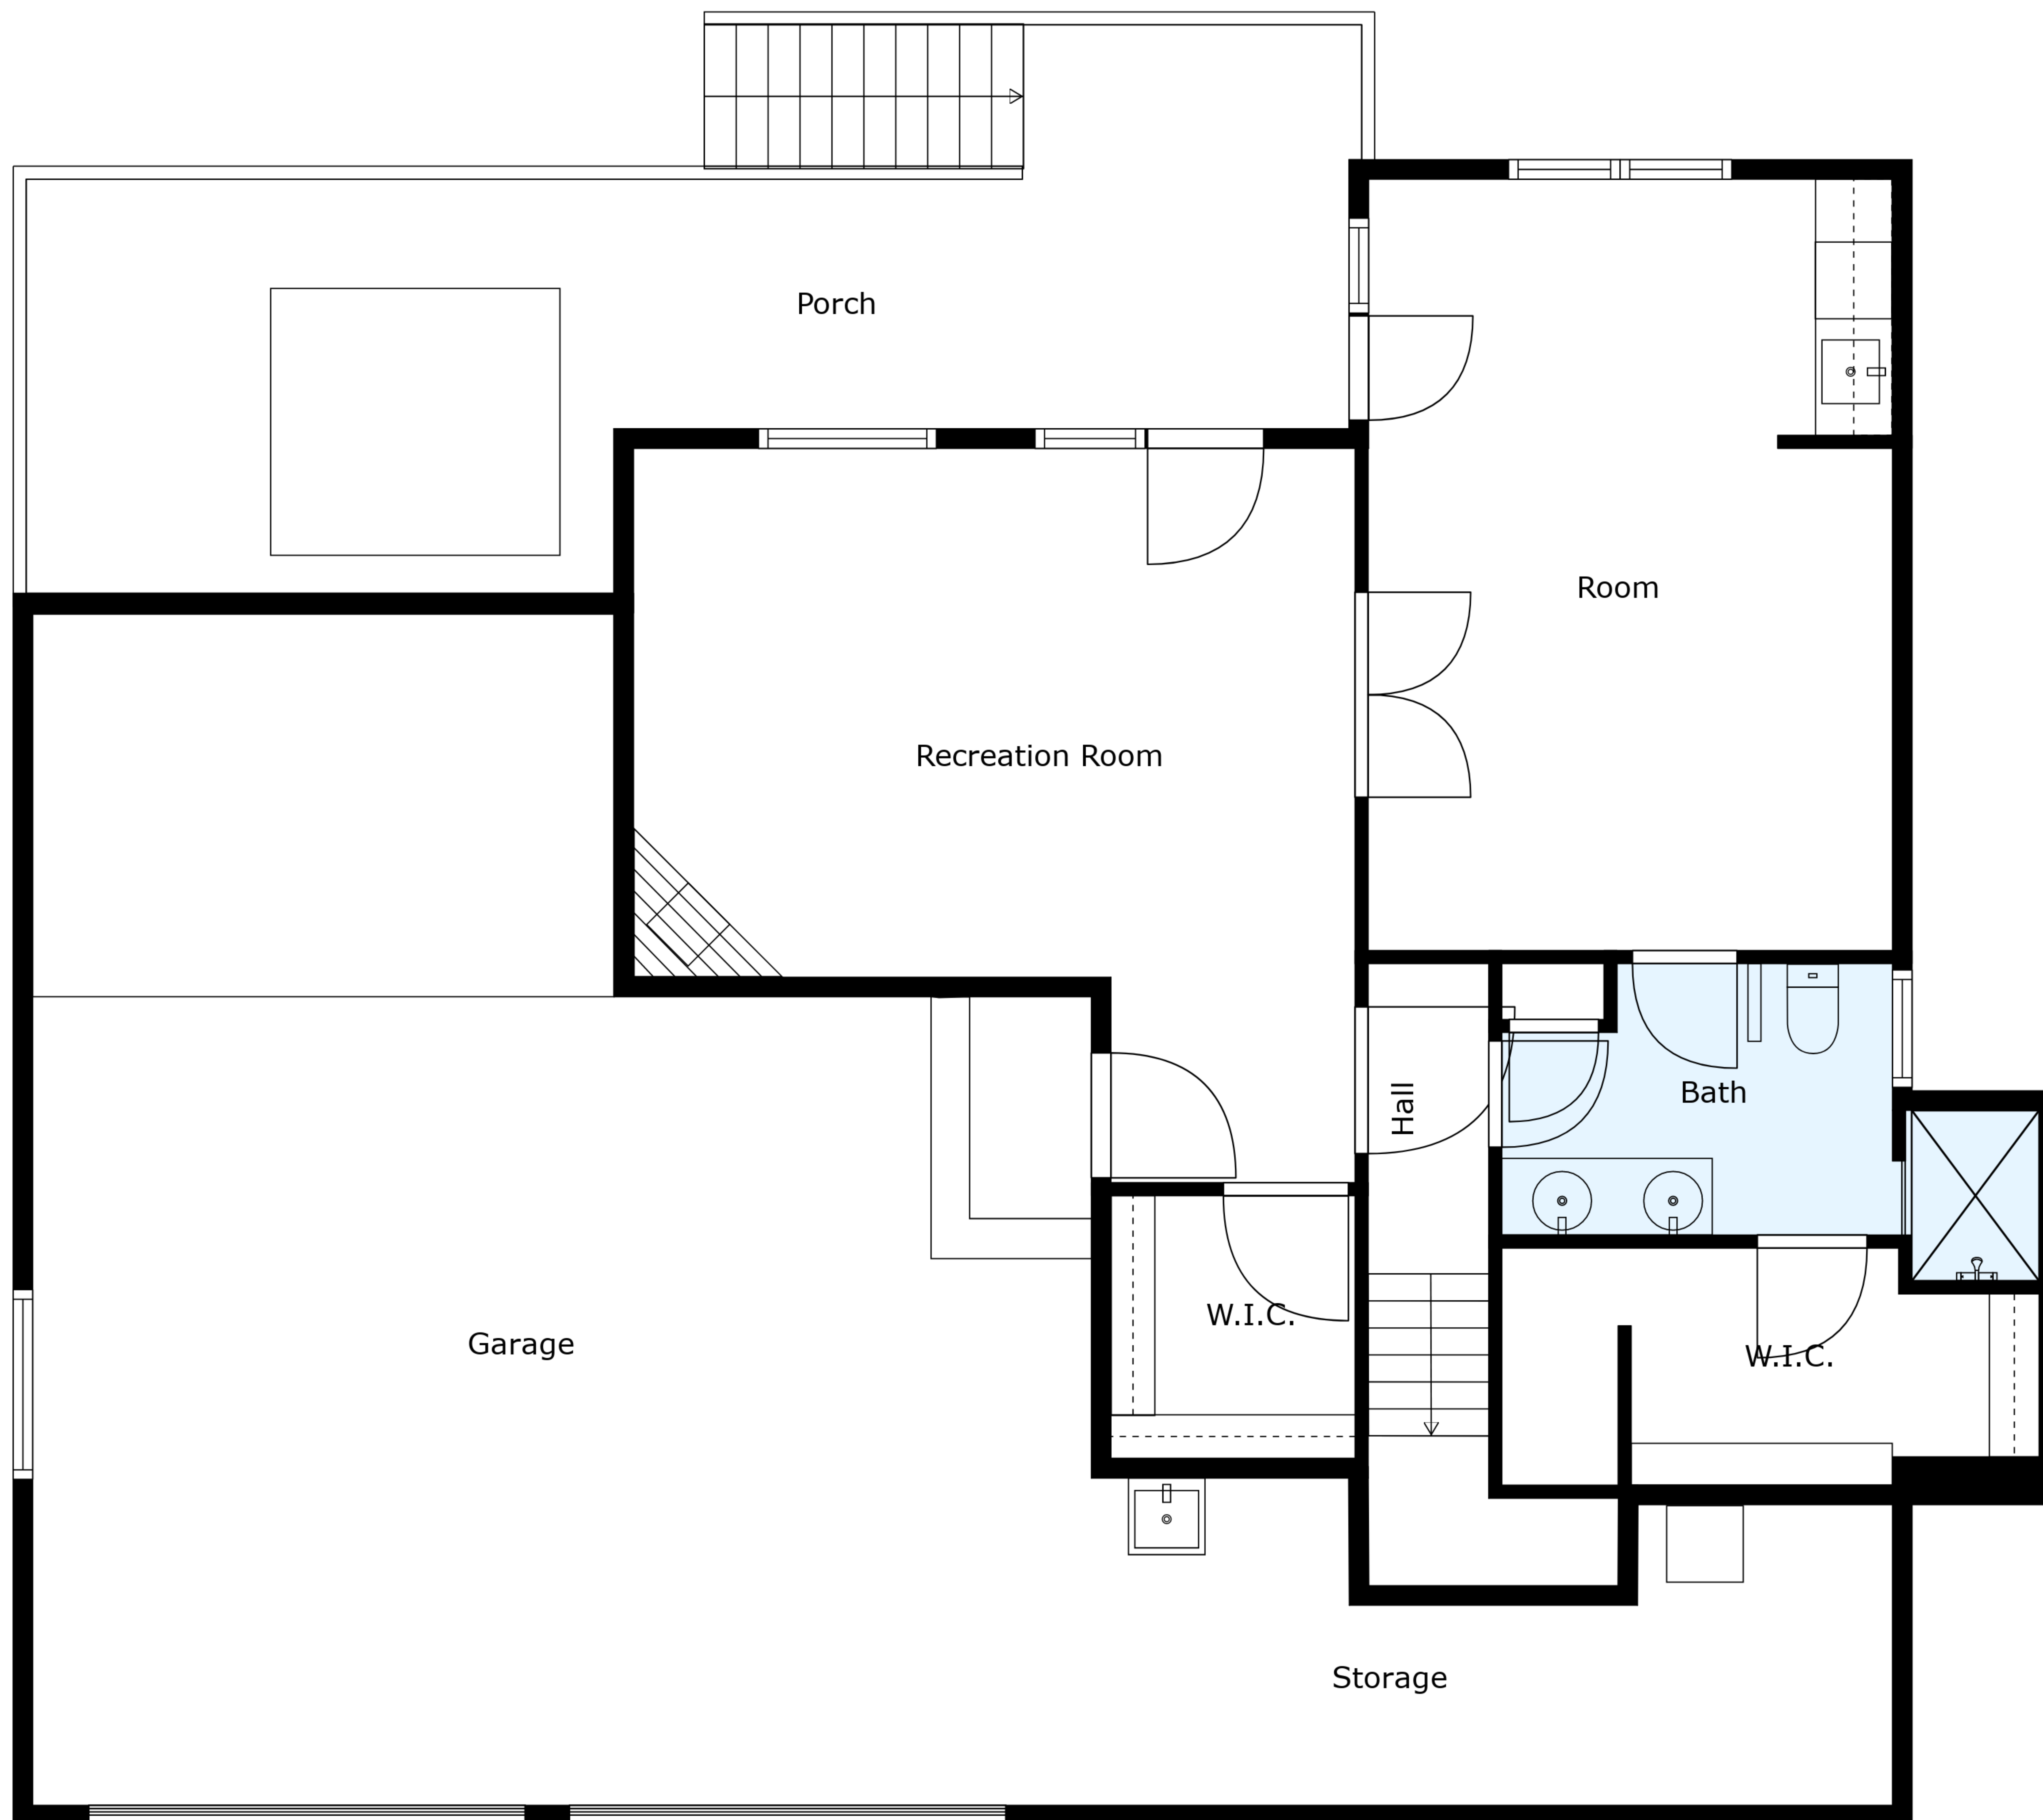 Porch
Room
Recreation Room
Bath
Hall
W.I.C.
Garage
W.I.C.
Storage